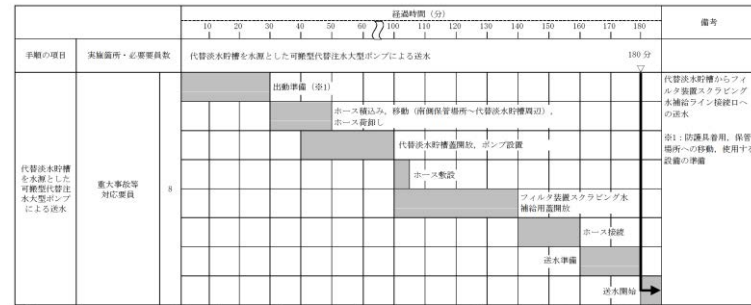 経過時間(分)
備考
10 20 30 40 50 60 80 90 100 110 120 130 140 150 160 170 180
手順の項目
実施箇所・必要要員数
代替淡水貯槽を水源とした可搬型代替注水大型ポンプによる送水
180 分
代替淡水貯槽
を水源とした
可搬型代替注
水大型ポンプ
による送水
重大事故等
対応要員
8
出動準備(※1)
ホース積込み,移動(南側保管場所~代替淡水貯槽周辺),
ホース荷卸し
代替淡水貯槽蓋開放,ポンプ設置
ホース敷設
フィルタ装置スクラビング水
補給用蓋開放
ホース接続
送水準備
送水開始
代替淡水貯槽からフィ
ルタ装置スクラビング
水補給ライン接続口へ
の送水
※1:防護具着用,保管
場所への移動,使用する
設備の準備